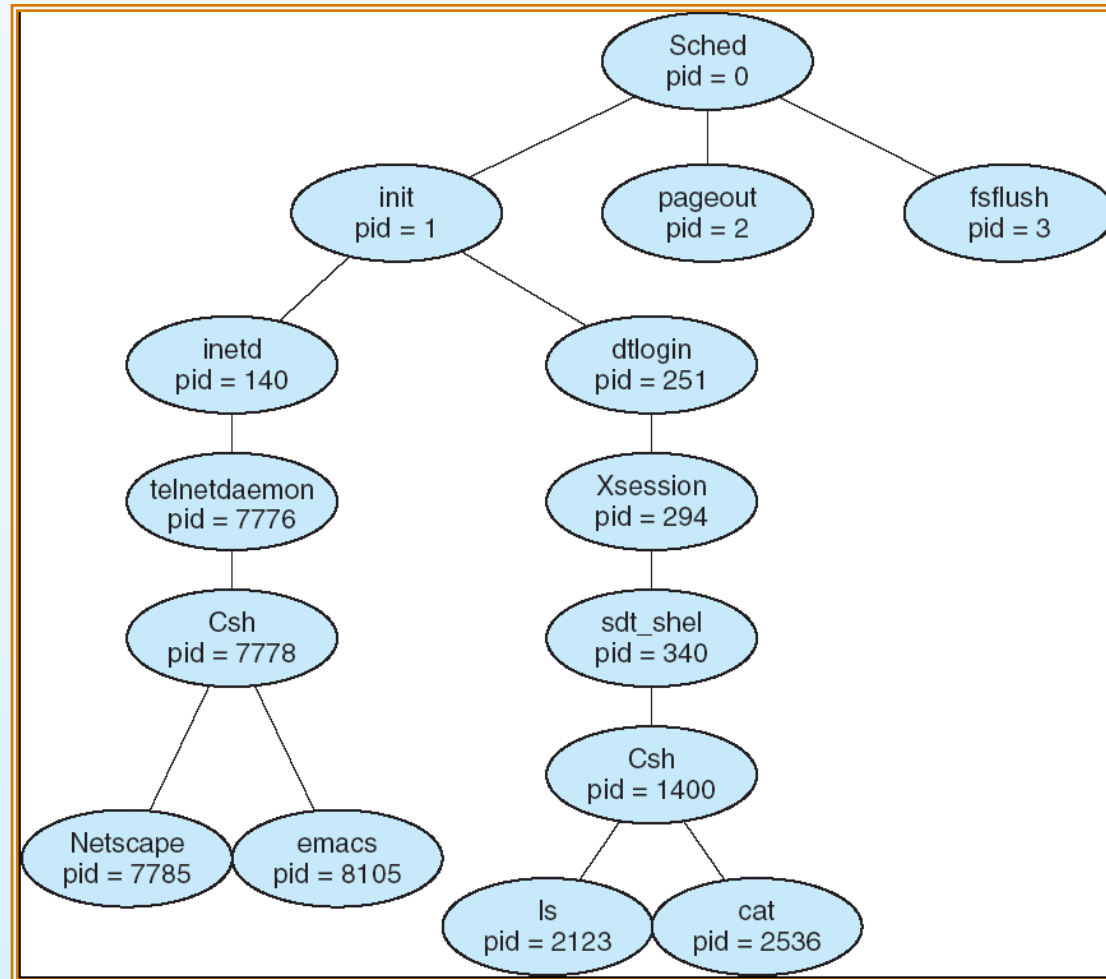 Sched
pid = 0
init
pid = 1
pageout
pid = 2
fsflush
pid = 3
inetd
pid = 140
dtlogin
pid = 251
telnetdaemon
pid = 7776
Xsession
pid = 294
Csh
pid = 7778
sdt_shel
pid = 340
Csh
pid = 1400
Netscape
pid = 7785
emacs
pid = 8105
ls
pid = 2123
cat
pid = 2536